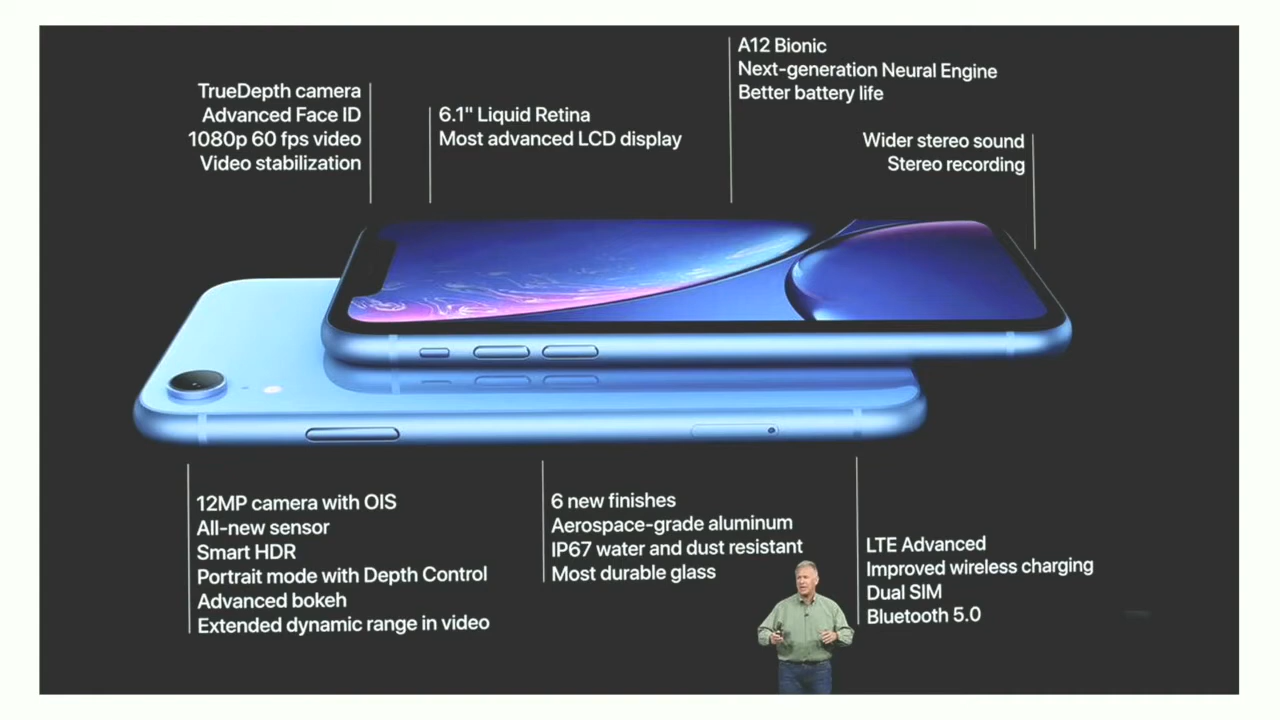 TrueDepth camera
Advanced Face ID
1080p 60 fps video
Video stabilization
6.1" Liquid Retina
Most advanced LCD display
A12 Bionic
Next-generation Neural Engine
Better battery life
Wider stereo sound
Stereo recording
12MP camera with OIS
All-new sensor
Smart HDR
Portrait mode with Depth Control
Advanced bokeh
Extended dynamic range in video
6 new finishes
Aerospace-grade aluminum
IP67 water and dust resistant
Most durable glass
LTE Advanced
Improved wireless charging
Dual SIM
Bluetooth 5.0